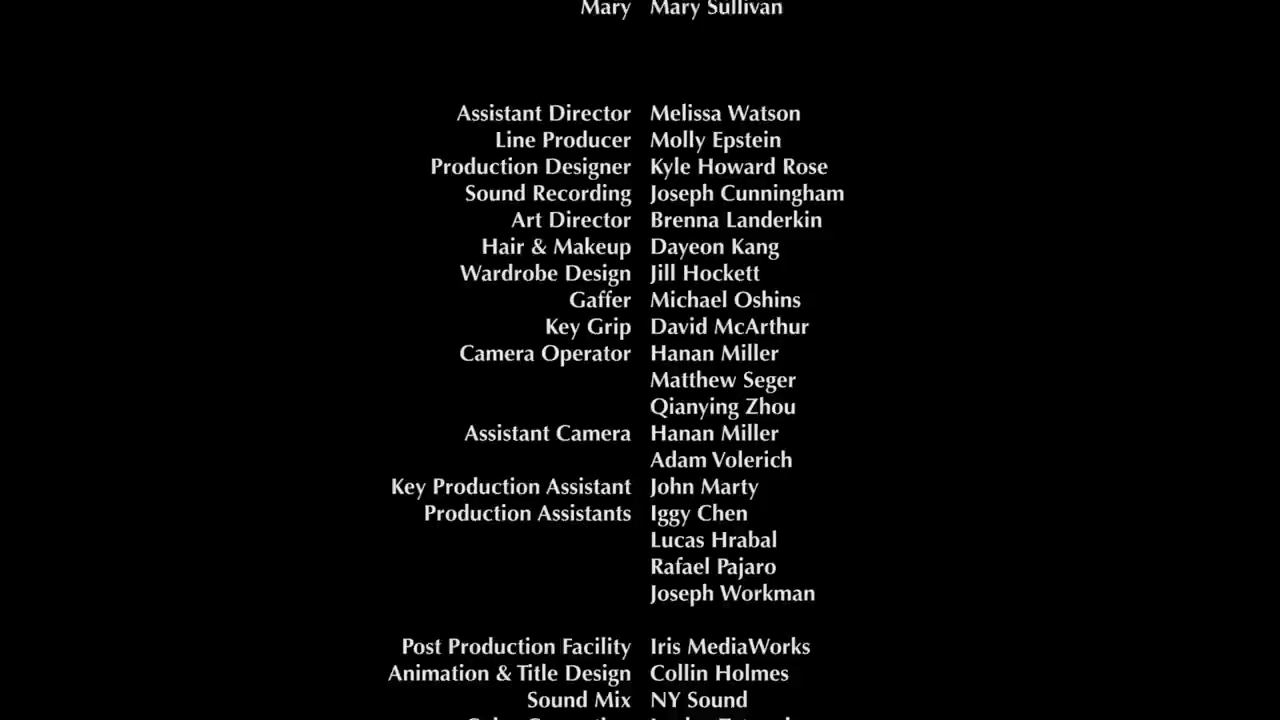 Mary Mary Sullivan
Assistant Director Melissa Watson
Line Producer Molly Epstein
Production Designer Kyle Howard Rose
Sound Recording Joseph Cunningham
Art Director Brenna Landerkin
Hair & Makeup Dayeon Kang
Wardrobe Design Jill Hockett
Gaffer Michael Oshins
Key Grip David McArthur
Camera Operator Hanan Miller
Matthew Seger
Qianying Zhou
Assistant Camera Hanan Miller
Adam Volerich
Key Production Assistant John Marty
Production Assistants Iggy Chen
Lucas Hrabal
Rafael Pajaro
Joseph Workman
Post Production Facility Iris MediaWorks
Animation & Title Design Collin Holmes
Sound Mix NY Sound